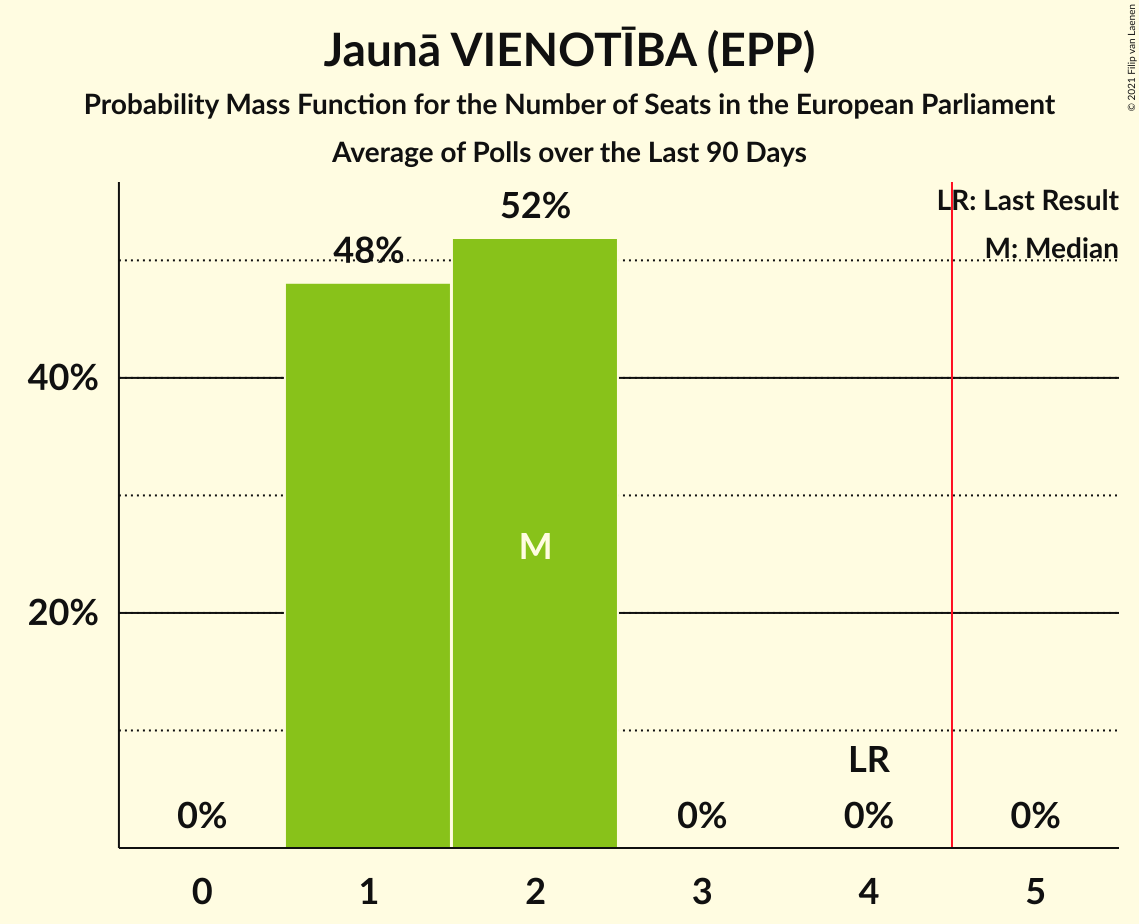 Jaunā VIENOTĪBA (EPP)
Probability Mass Function for the Number of Seats in the European Parliament
Average of Polls over the Last 90 Days
© 2021 Filip van Laenen
LR: Last Result
M: Median
52%
48%
40%
20%
M
LR
0%
0%
0%
0%
0
1
2
3
4
5